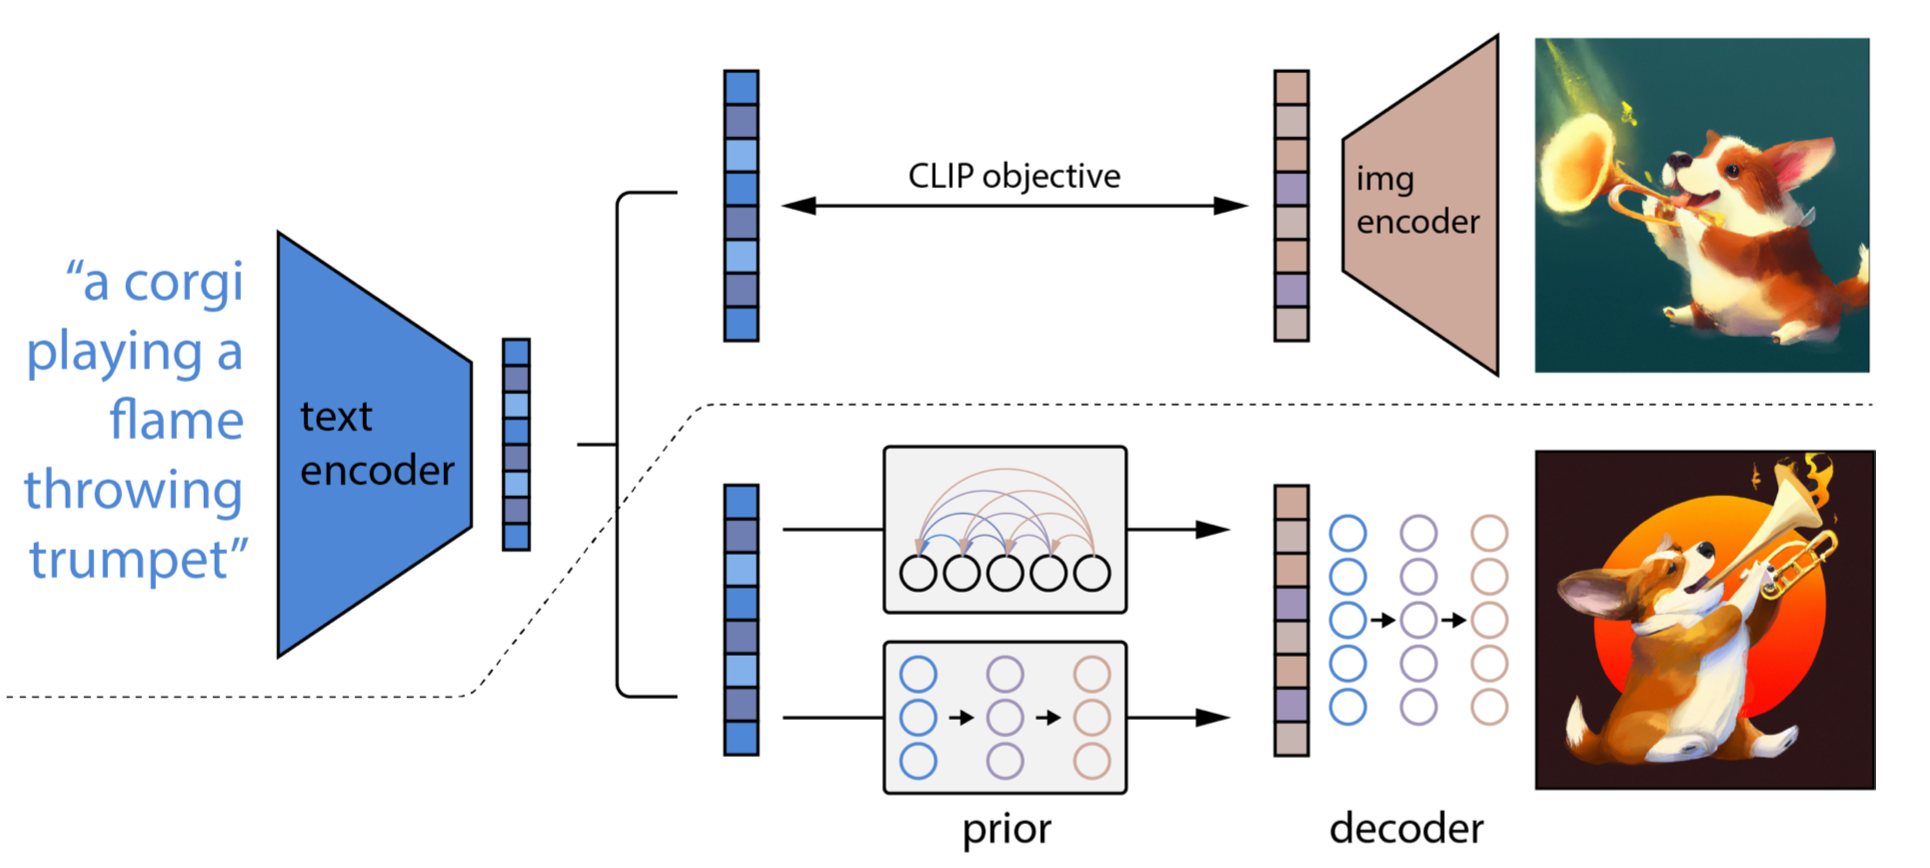 “a corgi
playing a
flame
throwing
trumpet”
text
encoder
CLIP objective
img
encoder
prior
decoder